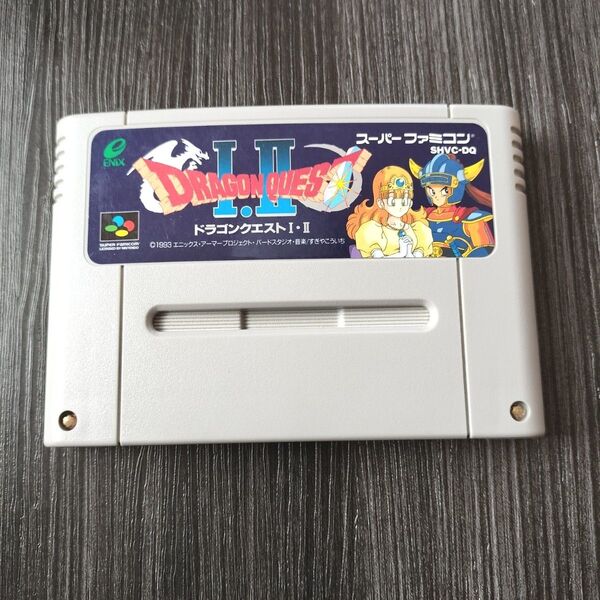 ENIX
I・II
DRAGON QUEST
ドラゴンクエストI・II
©1993 エニックス・アーマープロジェクト・バードスタジオ・音楽/すぎやこういち
スーパーファミコン®
SHVC-DQ
SUPER FAMICOM
LICENSED BY NINTENDO